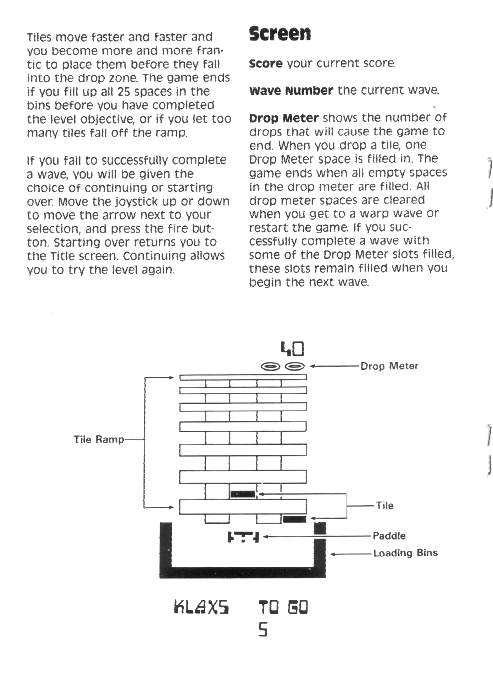 Tiles move faster and faster and
you become more and more fran-
tic to place them before they fall
into the drop zone. The game ends
if you fill up all 25 spaces in the
bins before you have completed
the level objective, or if you let too
many tiles fall off the ramp.
If you fail to successfully complete
a wave, you will be given the
choice of continuing or starting
over. Move the joystick up or down
to move the arrow next to your
selection, and press the fire but-
ton. Starting over returns you to
the Title screen. Continuing allows
you to try the level again.
Screen
Score your current score.
Wave Number the current wave.
Drop Meter shows the number of
drops that will cause the game to
end. When you drop a tile, one
Drop Meter space is filled in. The
game ends when all empty spaces
in the drop meter are filled. All
drop meter spaces are cleared
when you get to a warp wave or
restart the game. If you suc-
cessfully complete a wave with
some of the Drop Meter slots filled,
these slots remain filled when you
begin the next wave.
40
Drop Meter
Tile Ramp
Tile
Paddle
Loading Bins
KLAXS TO GO
5